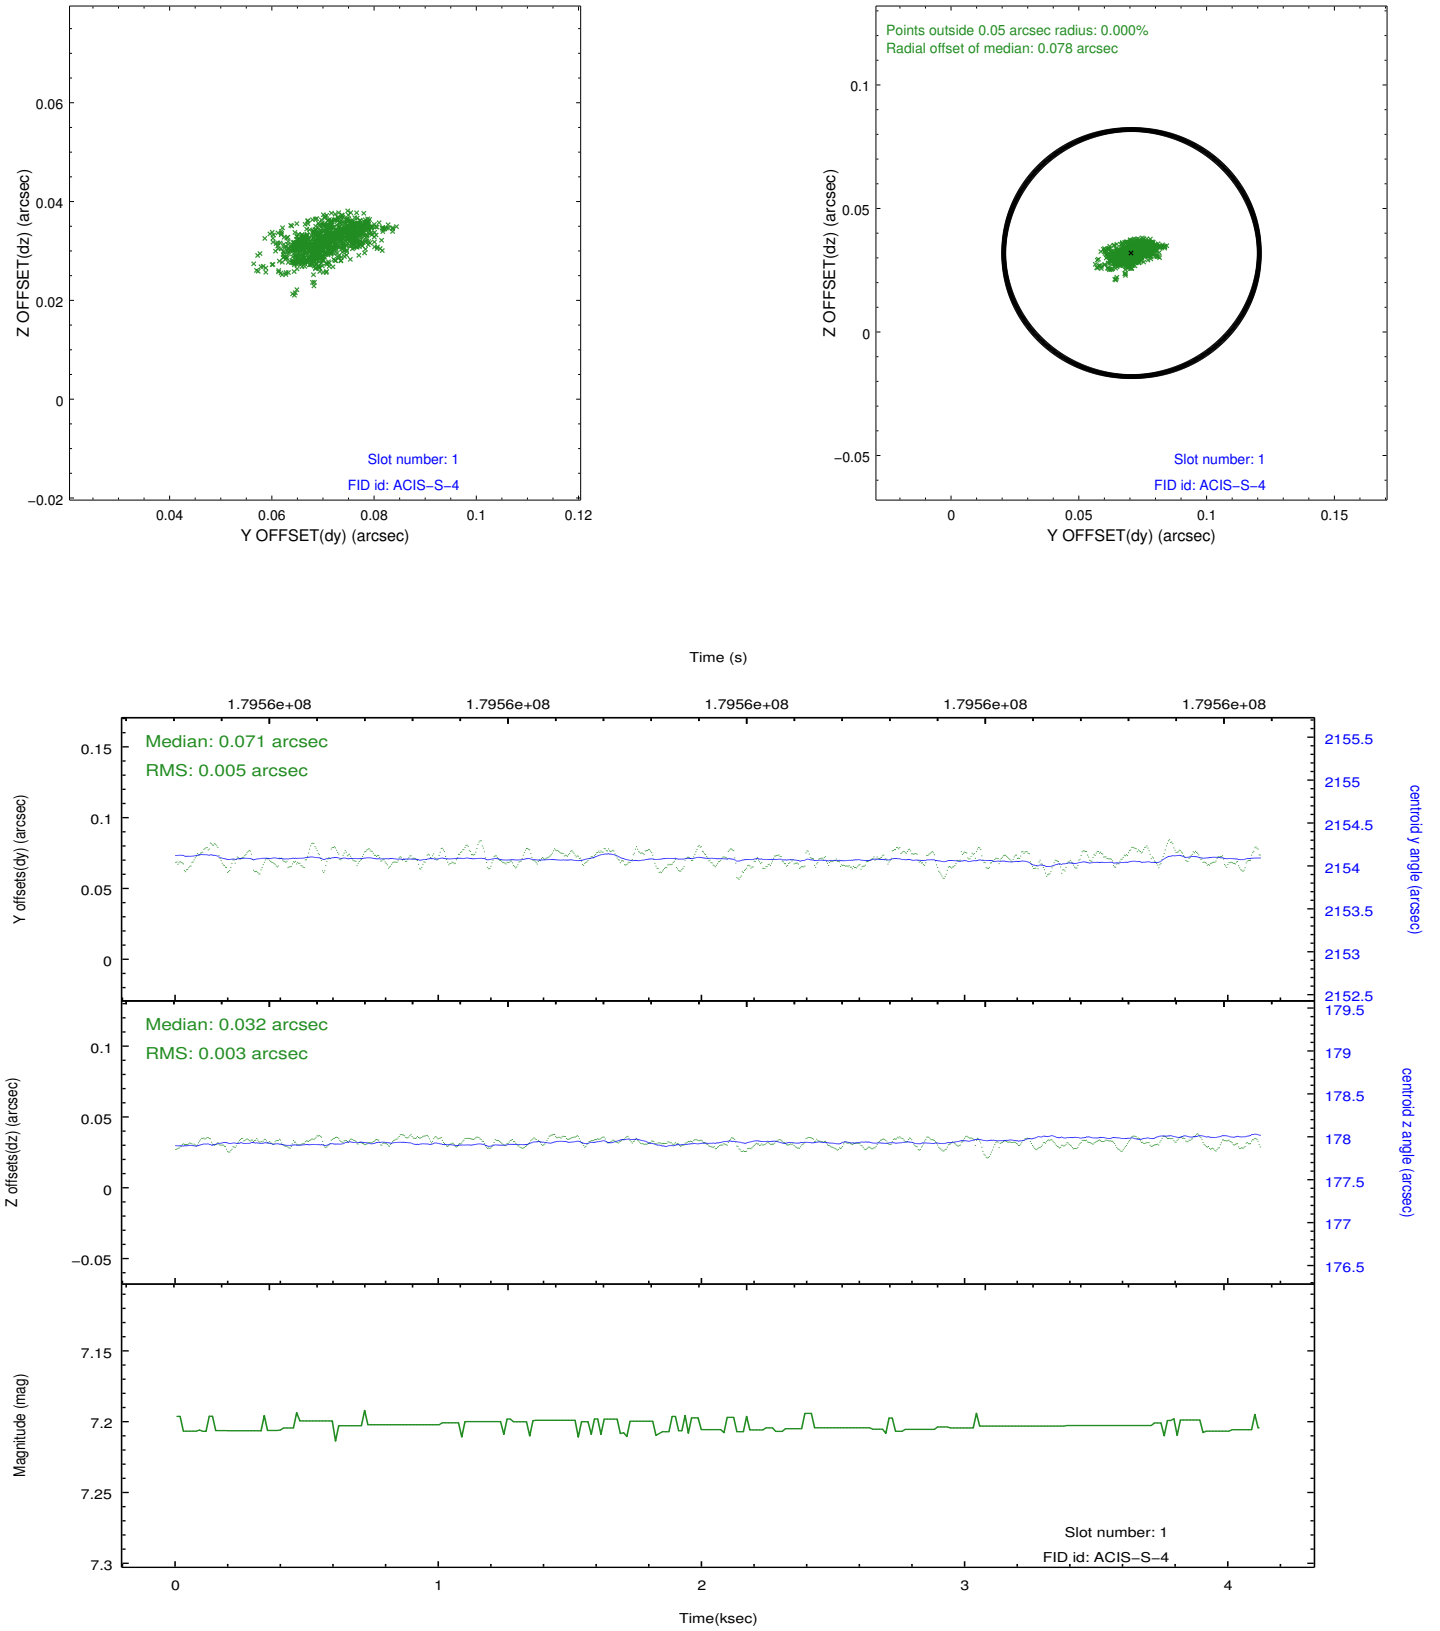 0.06
0.04
0.02
0
−0.02
0.04
0.06
0.08
0.1
0.12
Z OFFSET(dz) (arcsec)
Y OFFSET(dy) (arcsec)
Slot number: 1
FID id: ACIS−S−4
Points outside 0.05 arcsec radius: 0.000%
Radial offset of median: 0.078 arcsec
0.1
0.05
0
−0.05
0
0.05
0.1
0.15
Z OFFSET(dz) (arcsec)
Y OFFSET(dy) (arcsec)
Slot number: 1
FID id: ACIS−S−4
Time (s)
1.7956e+08
1.7956e+08
1.7956e+08
1.7956e+08
1.7956e+08
Median: 0.071 arcsec
RMS: 0.005 arcsec
0.15
0.1
0.05
0
Y offsets(dy) (arcsec)
2155.5
2155
2154.5
2154
2153.5
2153
2152.5
centroid y angle (arcsec)
Median: 0.032 arcsec
RMS: 0.003 arcsec
0.1
0.05
0
−0.05
Z offsets(dz) (arcsec)
179.5
179
178.5
178
177.5
177
176.5
centroid z angle (arcsec)
7.15
7.2
7.25
7.3
Magnitude (mag)
Slot number: 1
FID id: ACIS−S−4
0
1
2
3
4
Time(ksec)